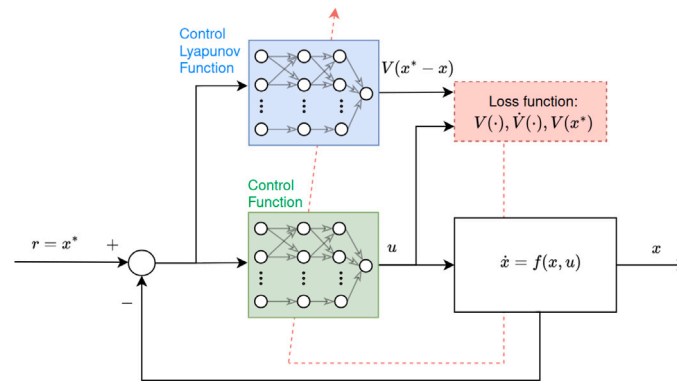 Control
Lyapunov
Function
V(x* − x)
Loss function:
V(·), V̇(·), V(x*)
Control
Function
r = x*
+
−
u
ẋ = f(x, u)
x